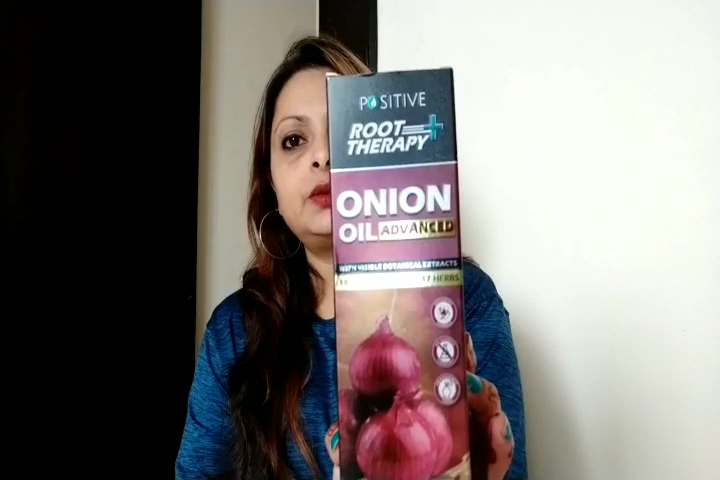 POSITIVE
ROOT
THERAPY
ONION
OIL ADVANCED
WITH VISIBLE BOTANICAL EXTRACTS
17 HERBS